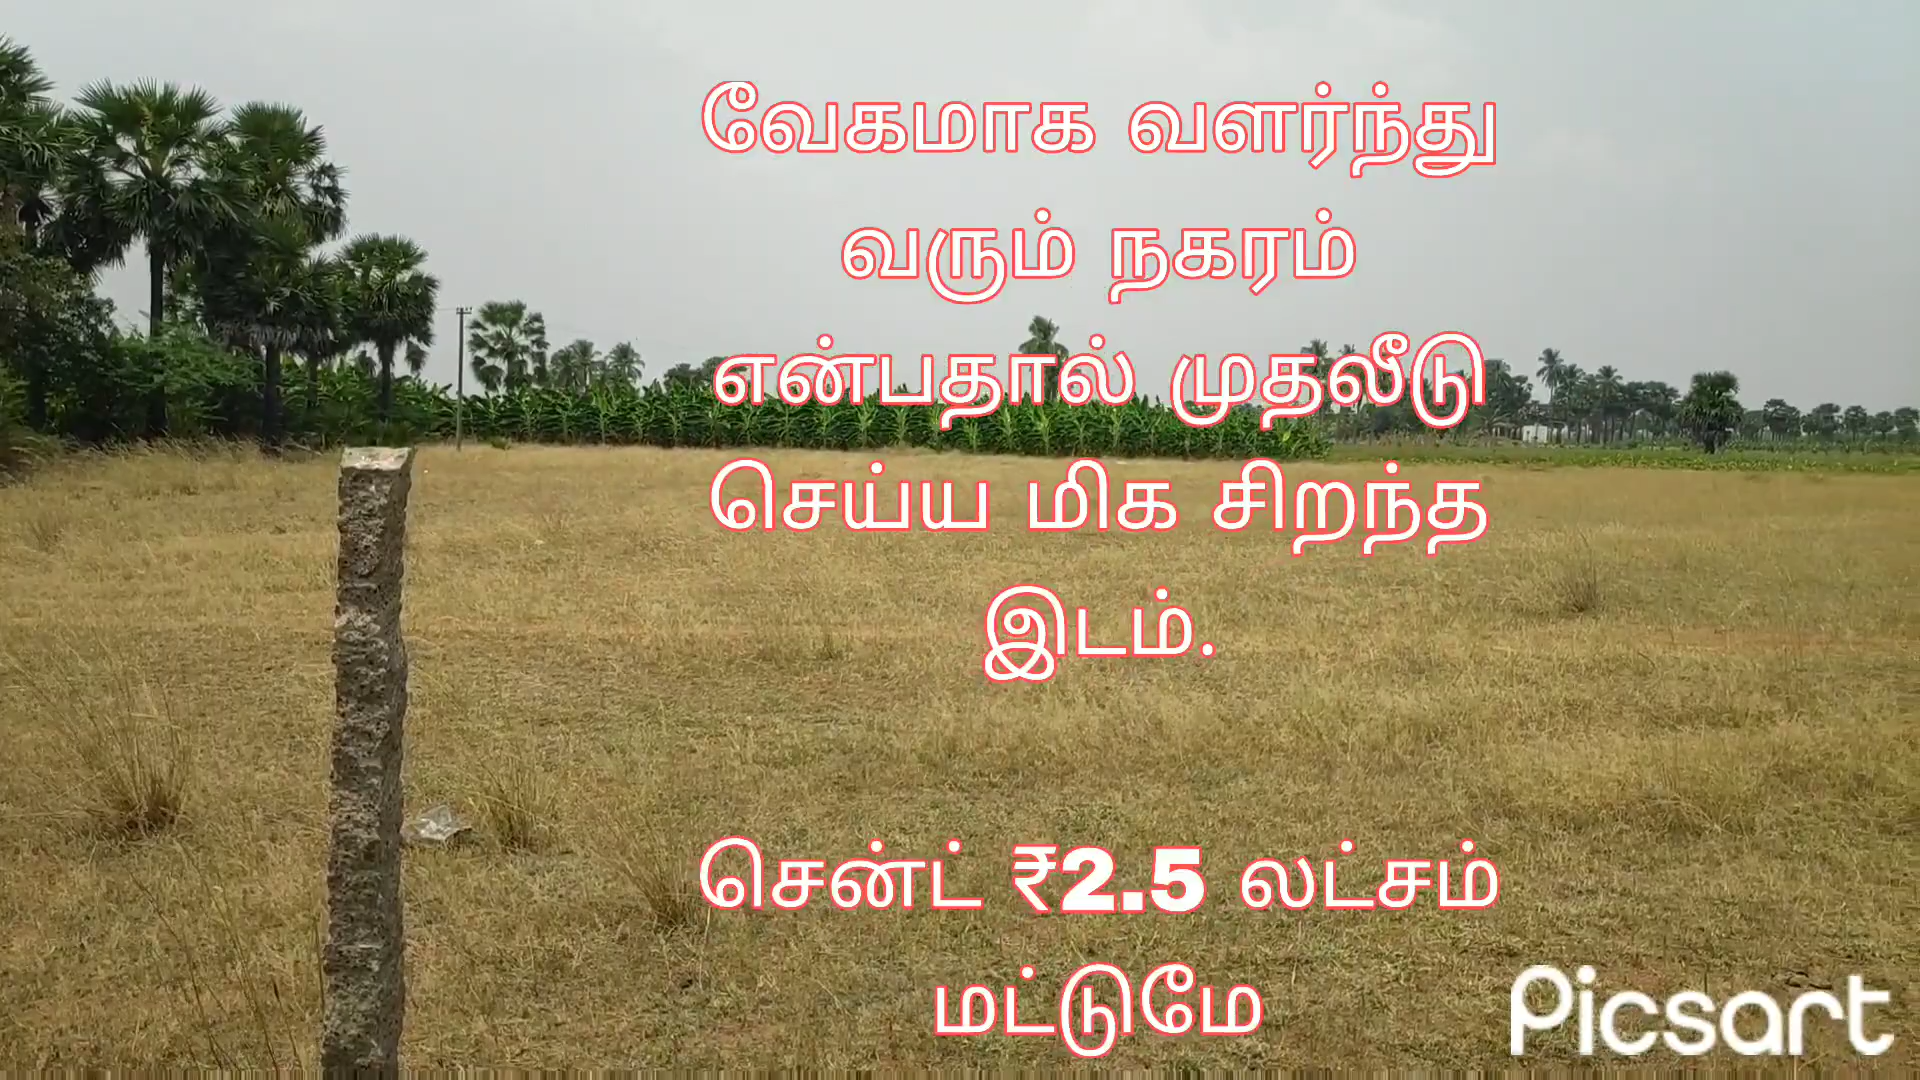 வேகமாக வளர்ந்து
வரும் நகரம்
என்பதால் முதலீடு
செய்ய மிக சிறந்த
இடம்.
சென்ட் ₹2.5 லட்சம்
மட்டுமே
Picsart